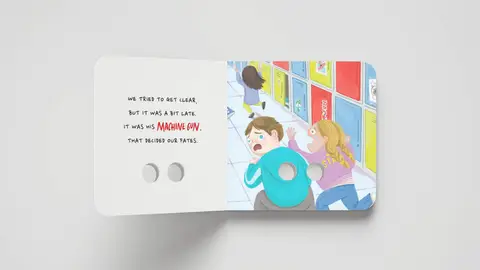 WE TRIED TO GET CLEAR,
BUT IT WAS A BIT LATE.
IT WAS HIS MACHINE GUN,
THAT DECIDED OUR FATES.